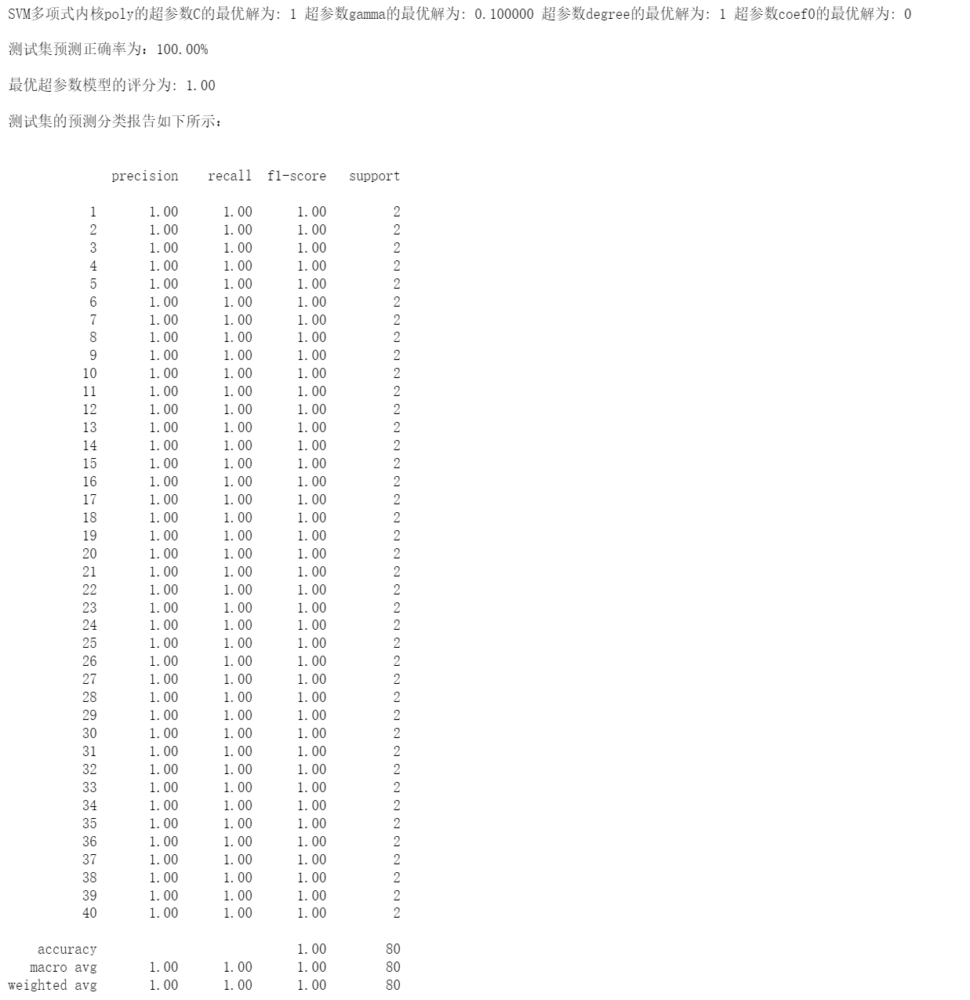 SVM多项式内核poly的超参数C的最优解为: 1 超参数gamma的最优解为: 0.100000 超参数degree的最优解为: 1 超参数coef0的最优解为: 0
测试集预测正确率为：100.00%
最优超参数模型的评分为: 1.00
测试集的预测分类报告如下所示：
precision recall f1-score support
1 1.00 1.00 1.00 2
2 1.00 1.00 1.00 2
3 1.00 1.00 1.00 2
4 1.00 1.00 1.00 2
5 1.00 1.00 1.00 2
6 1.00 1.00 1.00 2
7 1.00 1.00 1.00 2
8 1.00 1.00 1.00 2
9 1.00 1.00 1.00 2
10 1.00 1.00 1.00 2
11 1.00 1.00 1.00 2
12 1.00 1.00 1.00 2
13 1.00 1.00 1.00 2
14 1.00 1.00 1.00 2
15 1.00 1.00 1.00 2
16 1.00 1.00 1.00 2
17 1.00 1.00 1.00 2
18 1.00 1.00 1.00 2
19 1.00 1.00 1.00 2
20 1.00 1.00 1.00 2
21 1.00 1.00 1.00 2
22 1.00 1.00 1.00 2
23 1.00 1.00 1.00 2
24 1.00 1.00 1.00 2
25 1.00 1.00 1.00 2
26 1.00 1.00 1.00 2
27 1.00 1.00 1.00 2
28 1.00 1.00 1.00 2
29 1.00 1.00 1.00 2
30 1.00 1.00 1.00 2
31 1.00 1.00 1.00 2
32 1.00 1.00 1.00 2
33 1.00 1.00 1.00 2
34 1.00 1.00 1.00 2
35 1.00 1.00 1.00 2
36 1.00 1.00 1.00 2
37 1.00 1.00 1.00 2
38 1.00 1.00 1.00 2
39 1.00 1.00 1.00 2
40 1.00 1.00 1.00 2
accuracy 1.00 80
macro avg 1.00 1.00 1.00 80
weighted avg 1.00 1.00 1.00 80